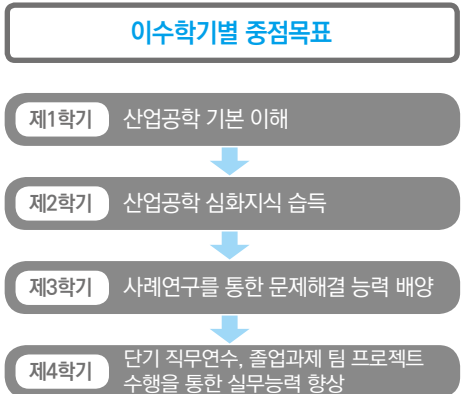 이수학기별 중점목표
제1학기 산업공학 기본 이해
제2학기 산업공학 심화지식 습득
제3학기 사례연구를 통한 문제해결 능력 배양
제4학기 단기 직무연수, 졸업과제 팀 프로젝트
수행을 통한 실무능력 향상